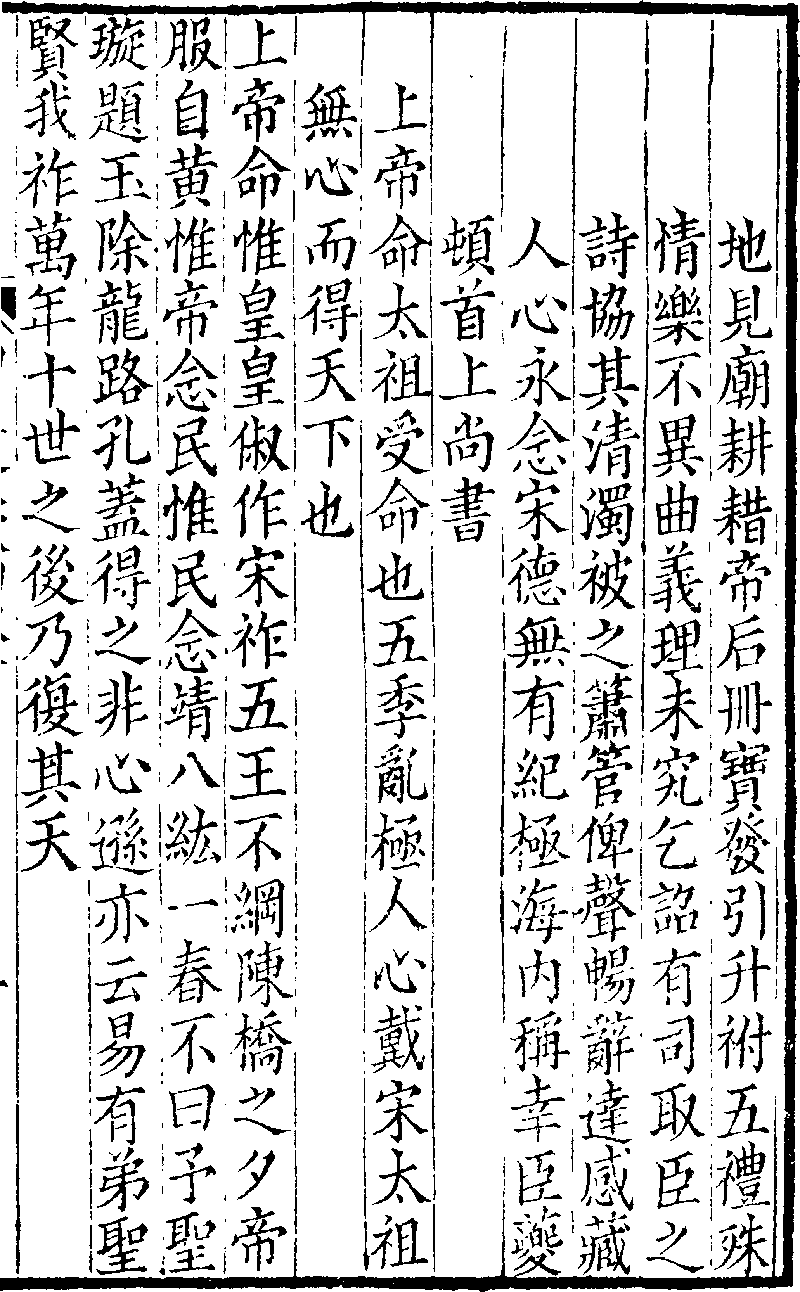 地見廟耕耤帝后冊寶發引升祔五禮殊
情樂不異曲義理未究乞詔有司取臣之
詩協其清濁被之簫管俾聲暢辭達感藏
人心永念宋德無有紀極海内稱幸臣夔
頓首上尚書
上帝命太祖受命也五季亂極人心戴宋太祖
無心而得天下也
上帝命惟皇皇俶作宋祚五王不綱陳橋之夕帝
服自黄惟帝念民惟民念靖八紘一春不曰予聖
璇題玉除龍路孔蓋得之非心遜亦云易有弟聖
賢我祚萬年十世之後乃復其天